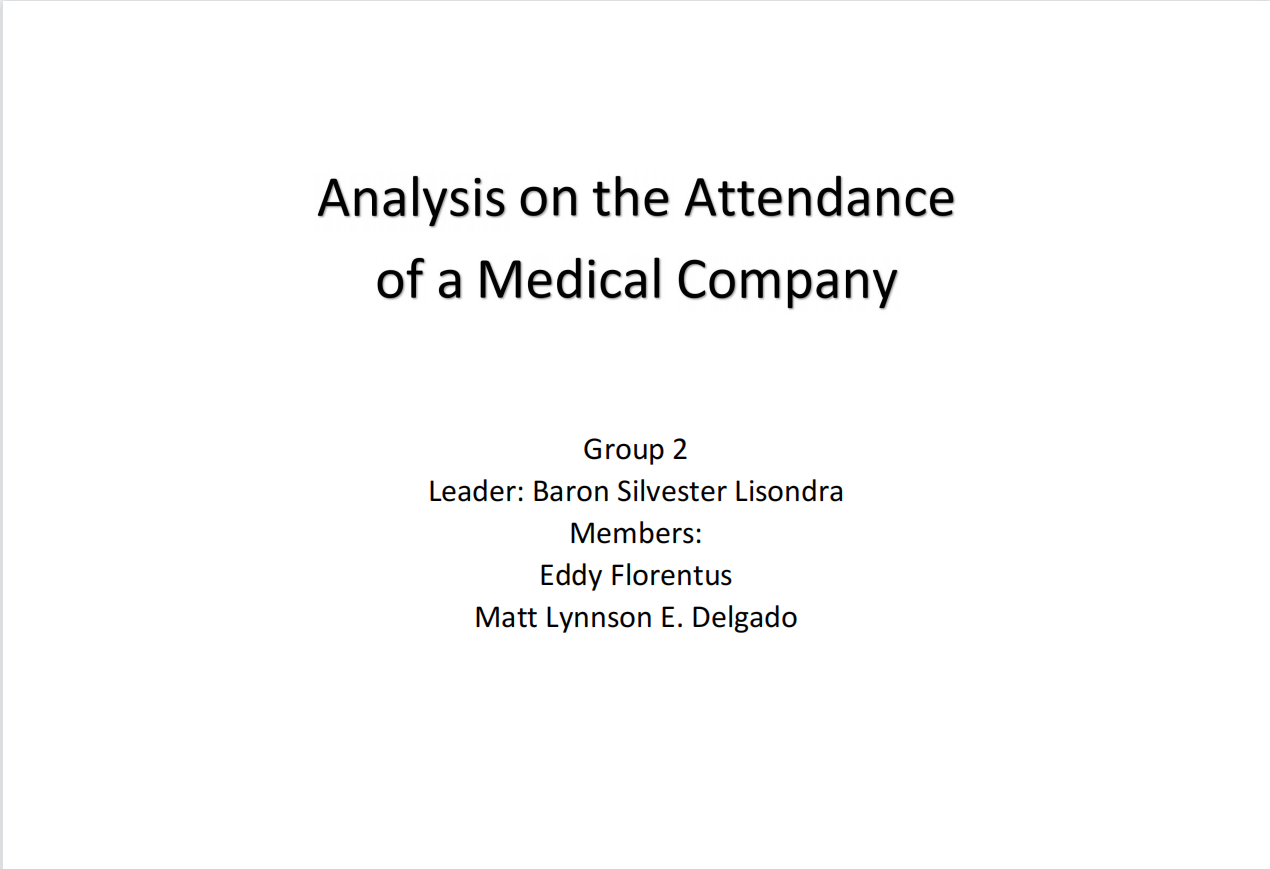 Analysis on the Attendance
of a Medical Company
Group 2
Leader: Baron Silvester Lisondra
Members:
Eddy Florentus
Matt Lynnson E. Delgado